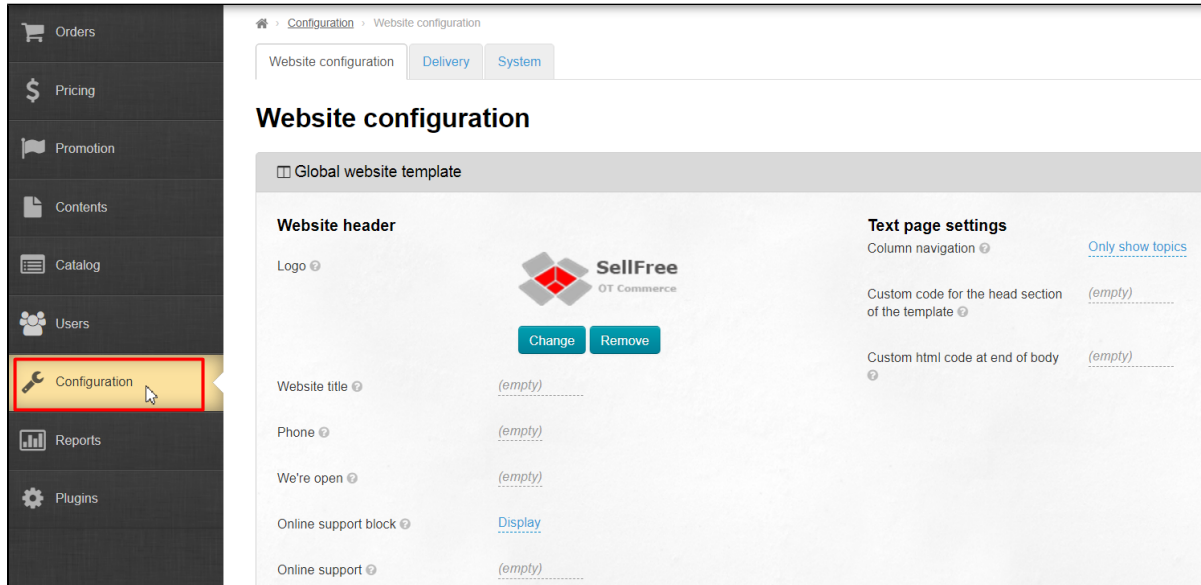 Orders
Pricing
Promotion
Contents
Catalog
Users
Configuration
Reports
Plugins
Configuration Website configuration
Website configuration Delivery System
Website configuration
Global website template
Website header
Logo
SellFree
OT Commerce
Change Remove
Website title (empty)
Phone (empty)
We're open (empty)
Online support block Display
Online support (empty)
Text page settings
Column navigation Only show topics
Custom code for the head section (empty)
of the template
Custom html code at end of body (empty)